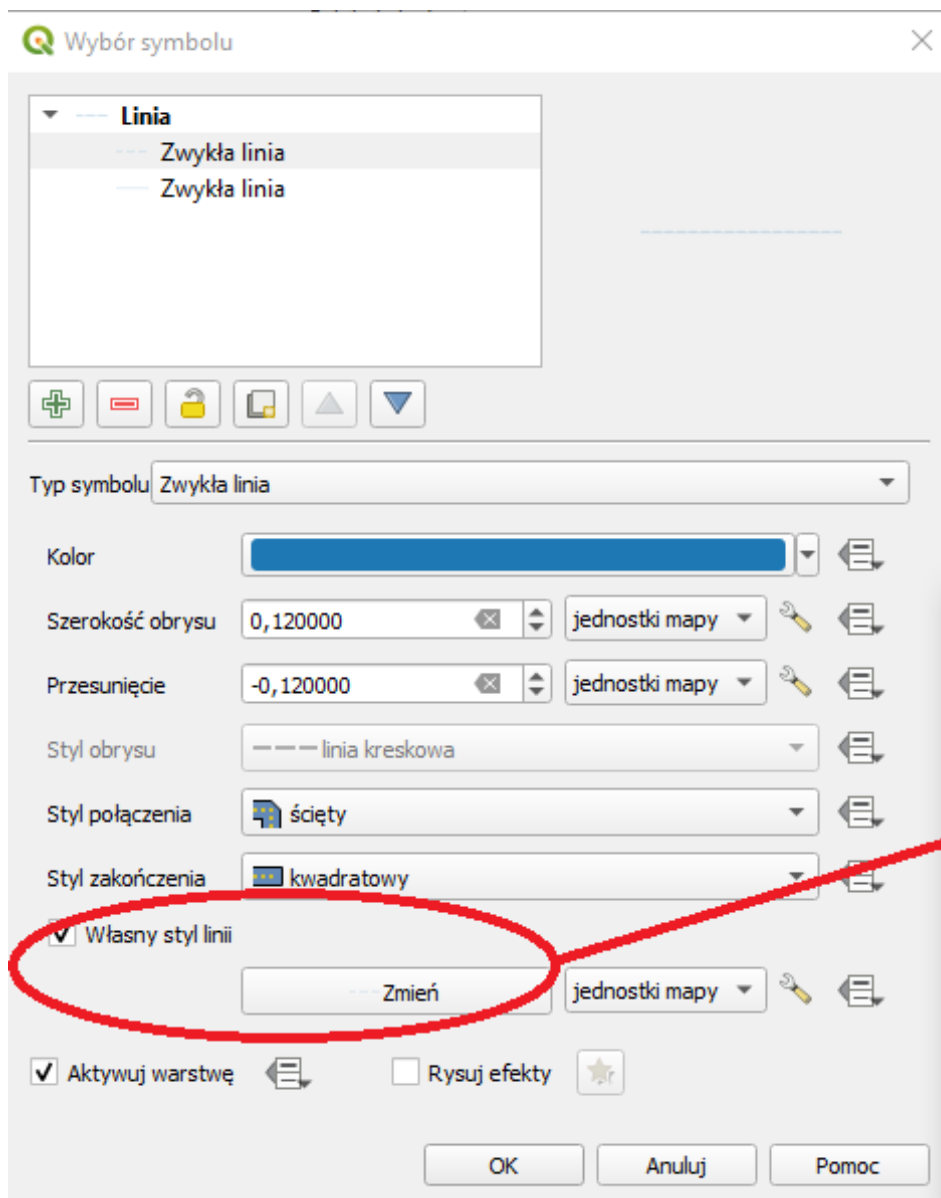 Wybór symbolu
Linia
Zwykła linia
Zwykła linia
Typ symbolu Zwykła linia
Kolor
Szerokość obrysu 0,120000 jednostki mapy
Przesunięcie -0,120000 jednostki mapy
Styl obrysu linia kreskowa
Styl połączenia ścięty
Styl zakończenia kwadratowy
Własny styl linii
Zmień jednostki mapy
Aktywuj warstwę Rysuj efekty
OK Anuluj Pomoc